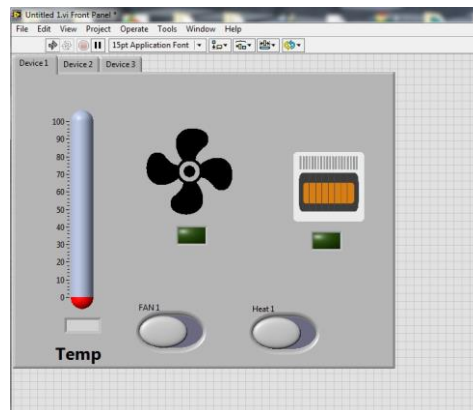 Untitled 1.vi Front Panel *
File Edit View Project Operate Tools Window Help
15pt Application Font
Device 1 Device 2 Device 3
100
90
80
70
60
50
40
30
20
10
0
FAN 1 Heat 1
Temp